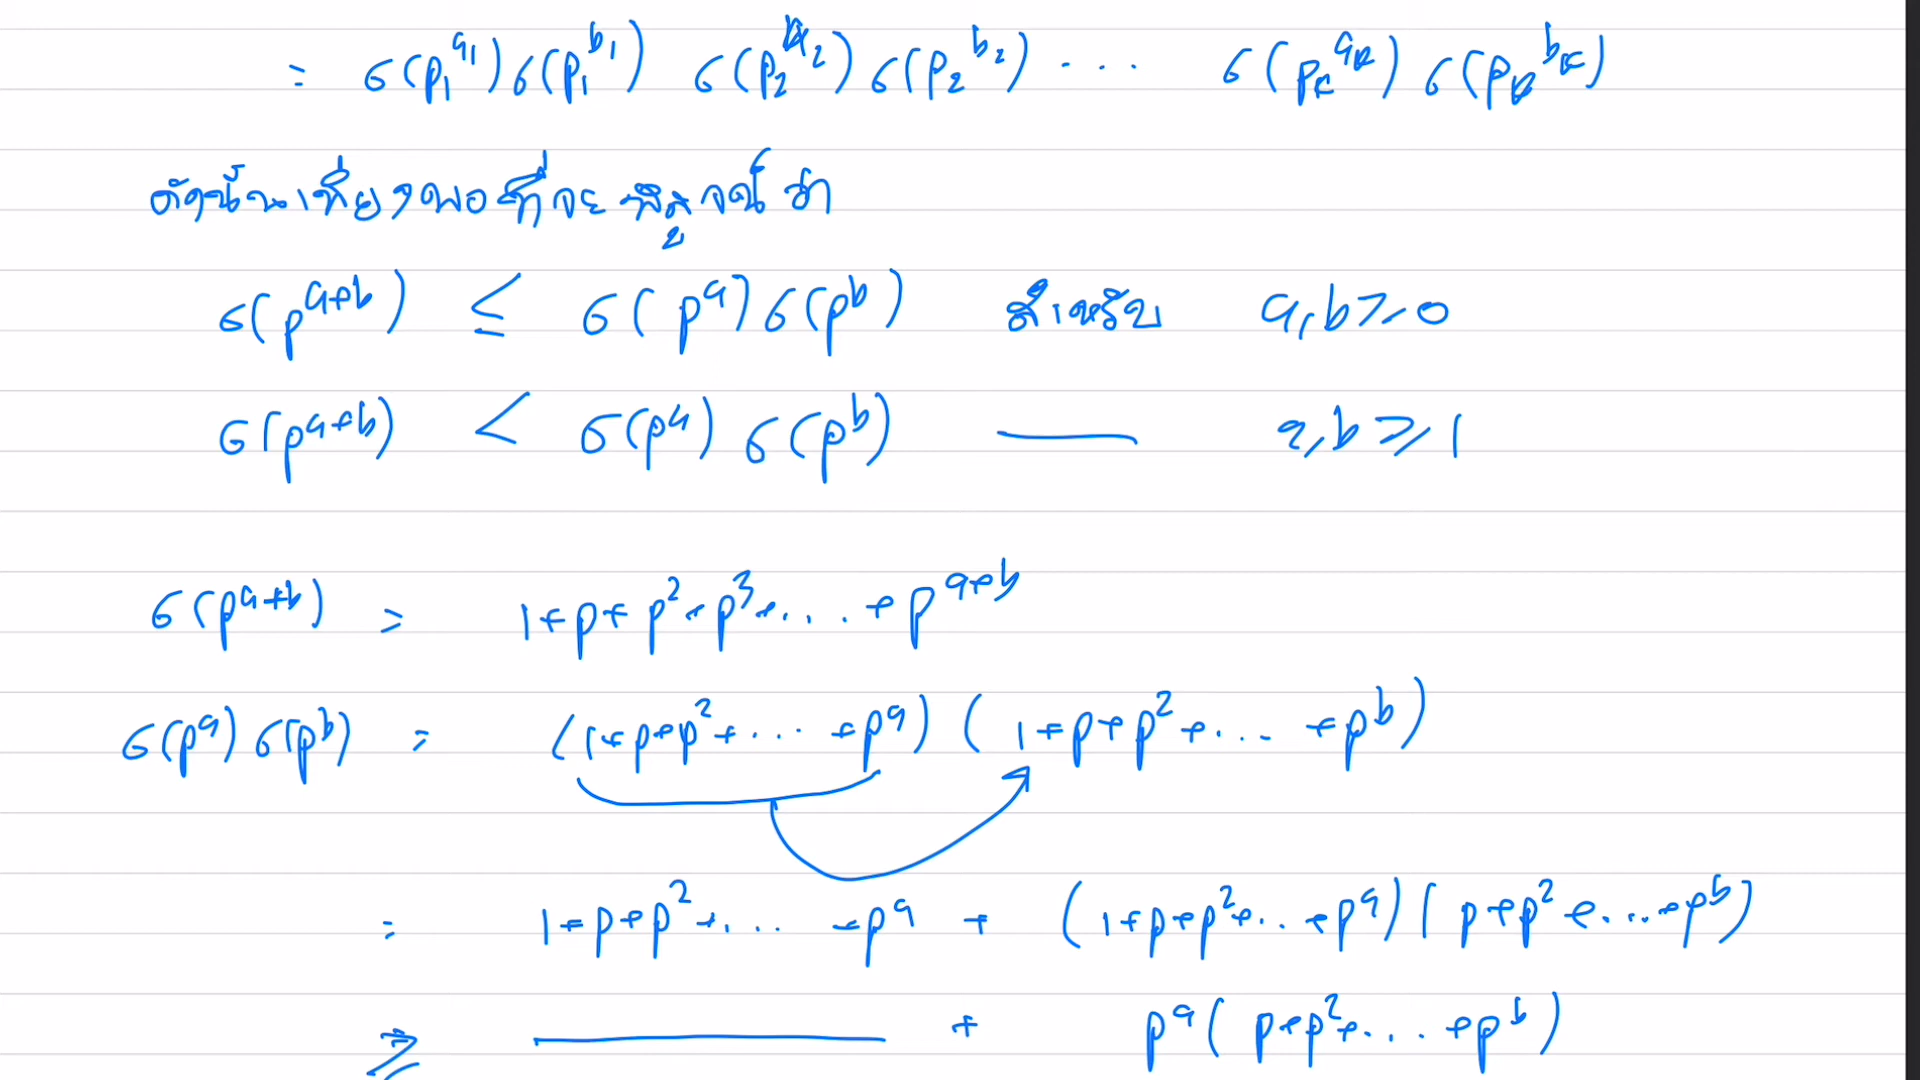 = σ(p₁^{a₁}) σ(p₁^{b₁}) σ(p₂^{a₂}) σ(p₂^{b₂}) ... σ(p_k^{a_k}) σ(p_k^{b_k})
ดังนั้นเพียงพอที่จะพิสูจน์ว่า
σ(p^{a+b}) ≤ σ(p^a) σ(p^b) สำหรับ a, b ≥ 0
σ(p^{a+b}) < σ(p^a) σ(p^b) —— a, b ≥ 1
σ(p^{a+b}) = 1+p+p²+p³+...+p^{a+b}
σ(p^a) σ(p^b) = (1+p+p²+...+p^a)(1+p+p²+...+p^b)
= 1+p+p²+...+p^a + (1+p+p²+...+p^a)(p+p²+...+p^b)
≥ —— + p^a(p+p²+...+p^b)